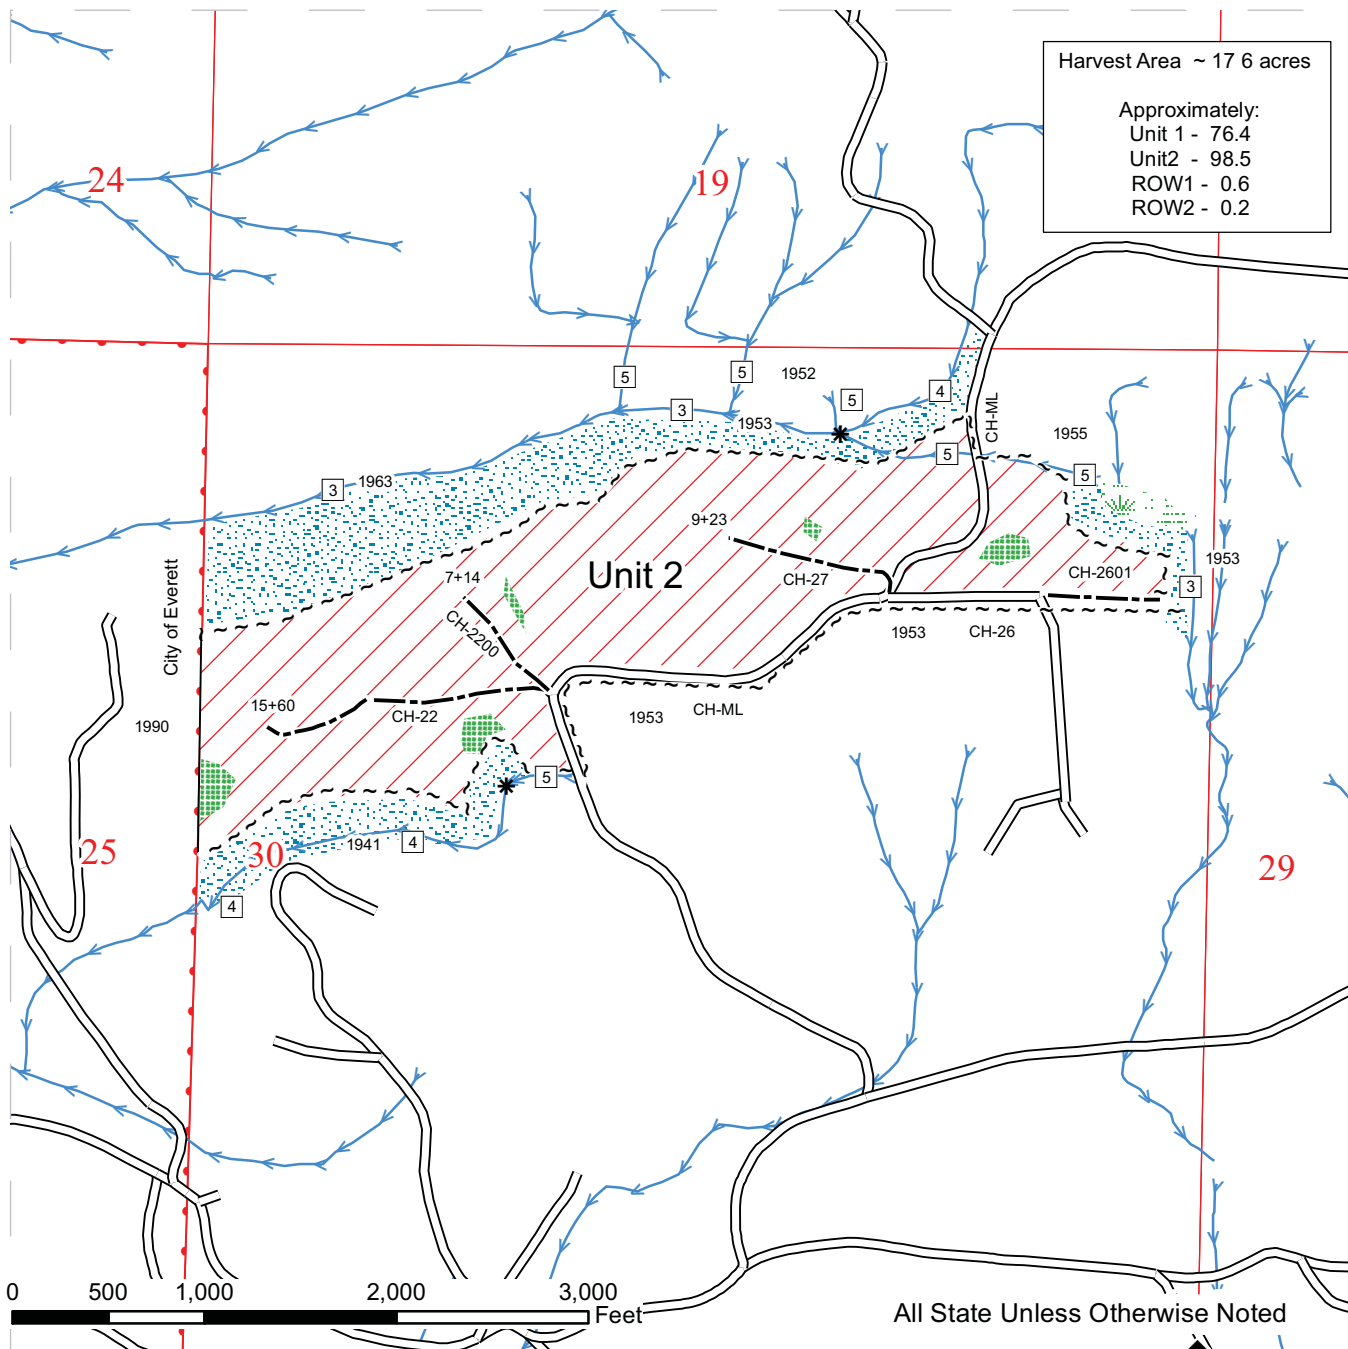 Harvest Area ~ 17 6 acres
Approximately:
Unit 1 - 76.4
Unit2 - 98.5
ROW1 - 0.6
ROW2 - 0.2
24
19
5
5
1952
5
4
3
1953
CH-ML
1955
5
5
3
1963
9+23
1953
City of Everett
7+14
Unit 2
CH-27
CH-2601
3
CH-2200
1953
CH-26
15+60
CH-22
1953
CH-ML
1990
5
25
30
1941
4
29
4
0 500 1,000 2,000 3,000
Feet
All State Unless Otherwise Noted